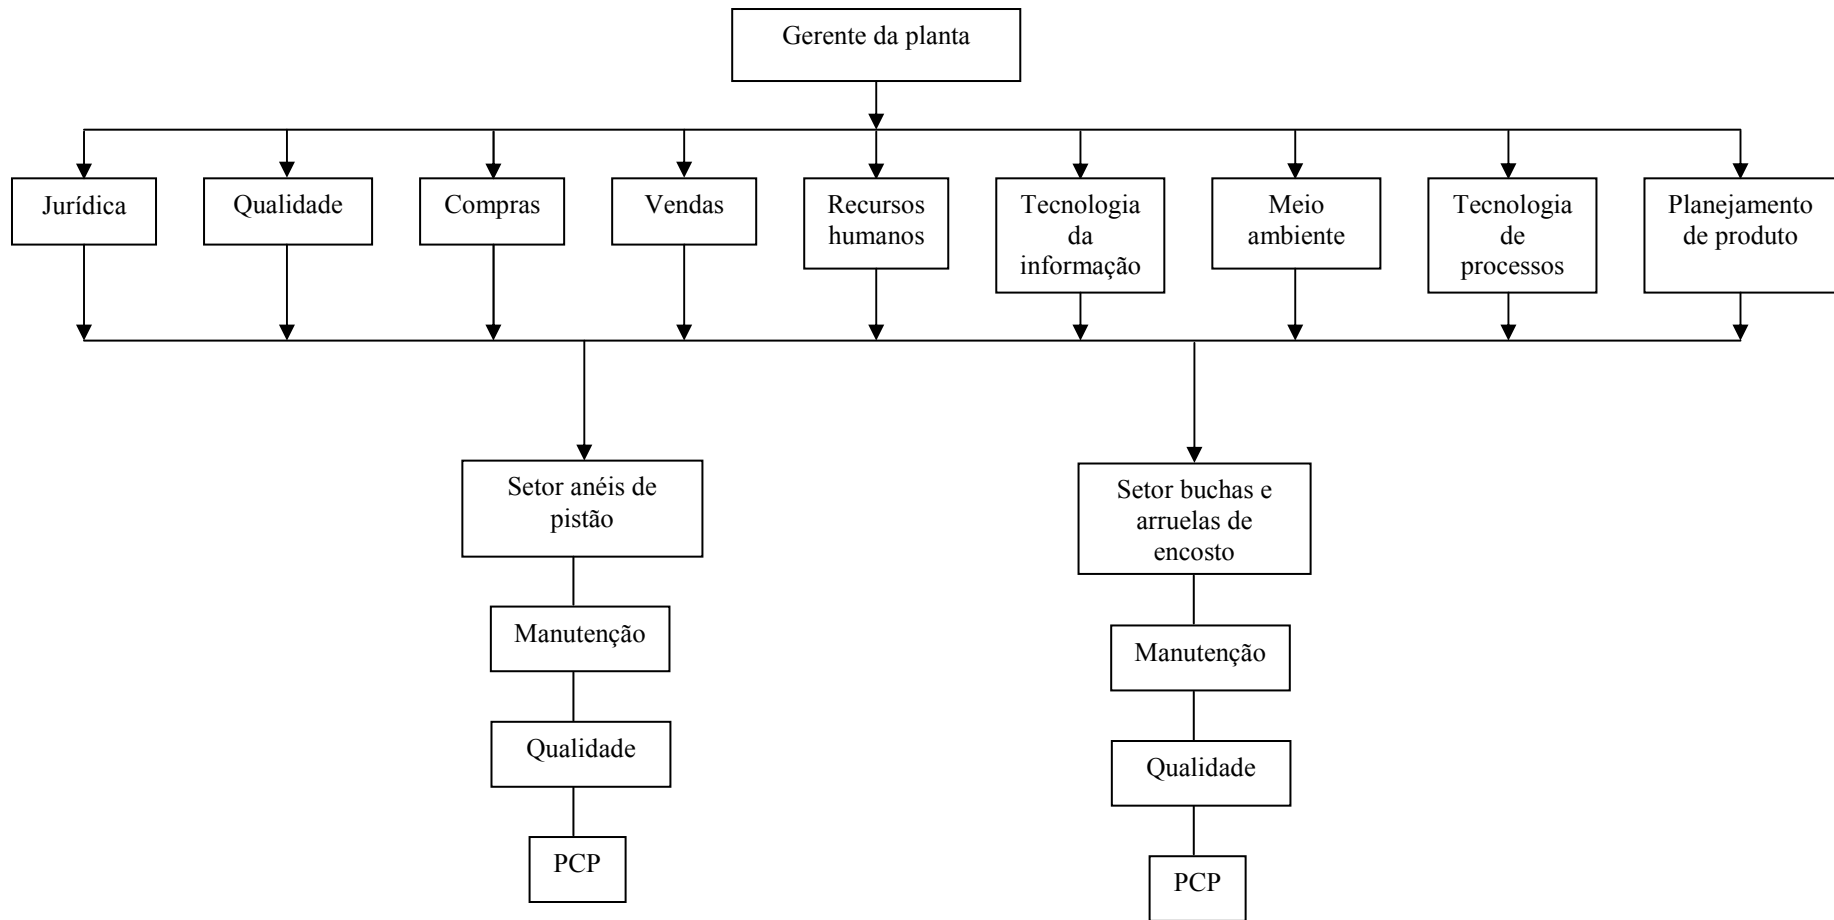 Gerente da planta
Jurídica
Qualidade
Compras
Vendas
Recursos
humanos
Tecnologia
da
informação
Meio
ambiente
Tecnologia
de
processos
Planejamento
de produto
Setor anéis de
pistão
Manutenção
Qualidade
PCP
Setor buchas e
arruelas de
encosto
Manutenção
Qualidade
PCP